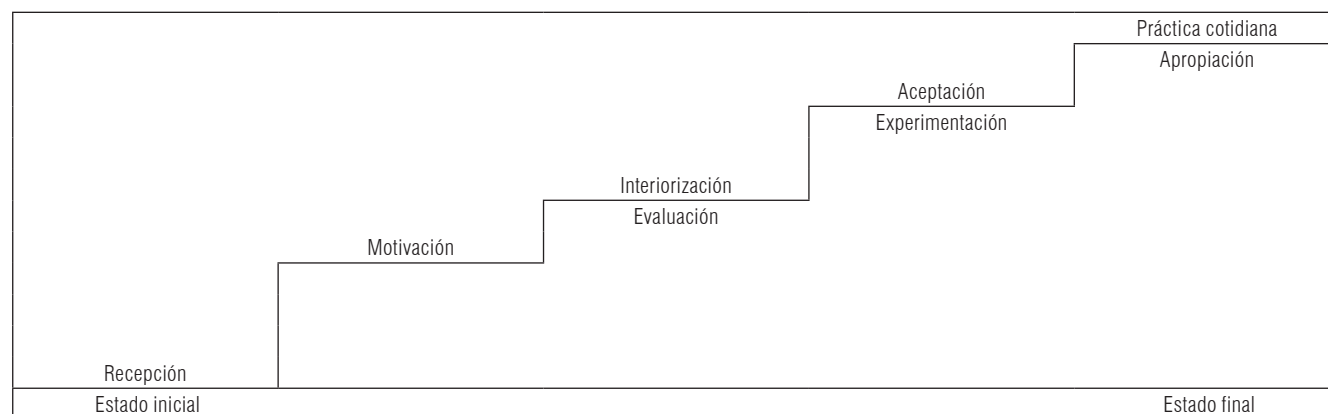 Práctica cotidiana
Apropiación
Aceptación
Experimentación
Interiorización
Evaluación
Motivación
Recepción
Estado inicial
Estado final